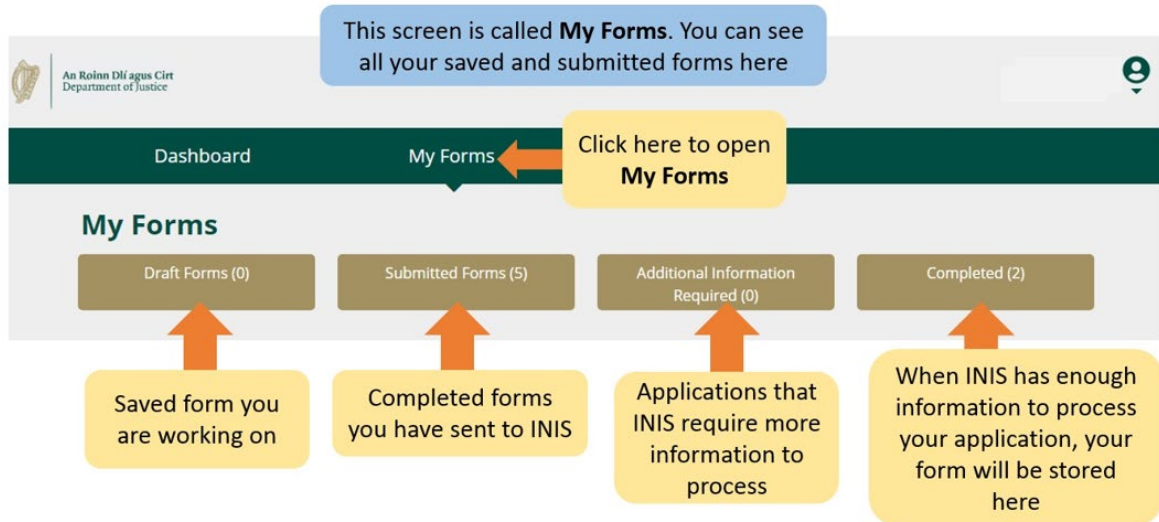 This screen is called My Forms. You can see
all your saved and submitted forms here
An Roinn Dlí agus Cirt
Department of Justice
Dashboard
My Forms
Click here to open
My Forms
My Forms
Draft Forms (0)
Submitted Forms (5)
Additional Information
Required (0)
Completed (2)
Saved form you
are working on
Completed forms
you have sent to INIS
Applications that
INIS require more
information to
process
When INIS has enough
information to process
your application, your
form will be stored
here